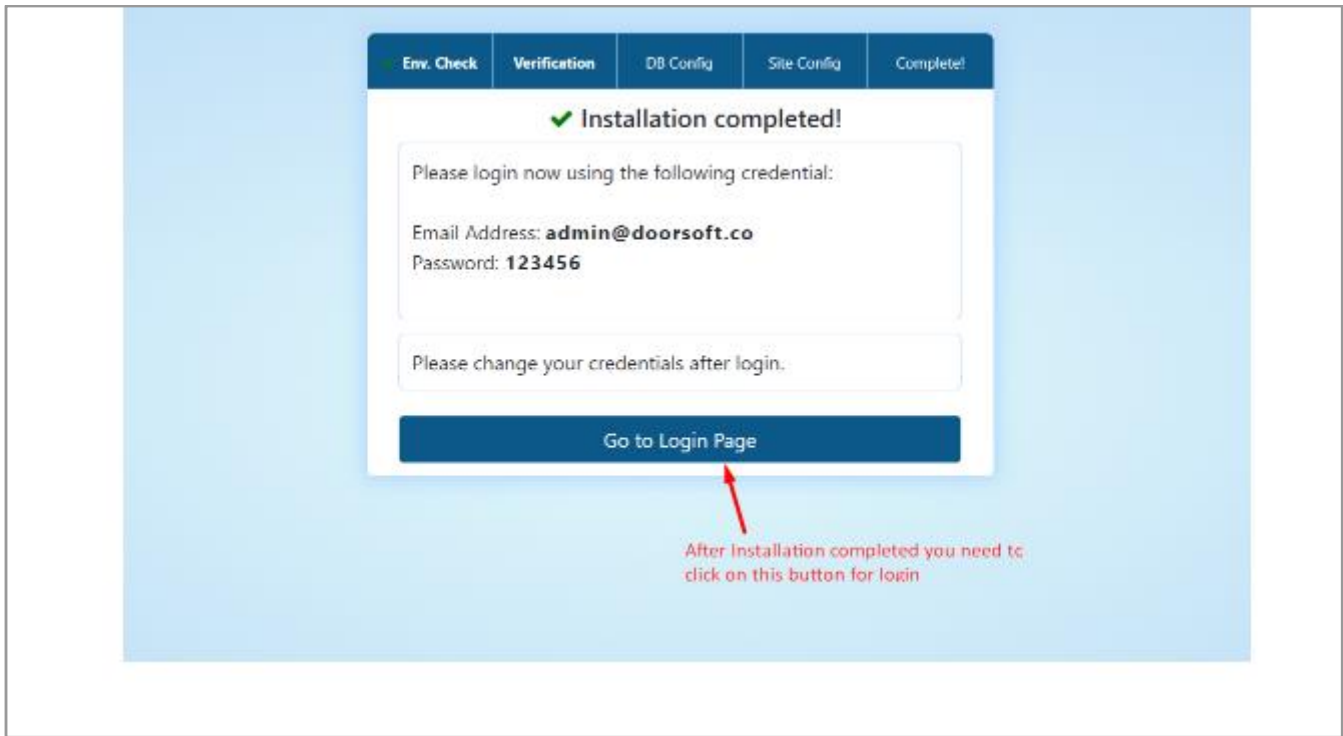 Env. Check Verification DB Config Site Config Complete!
Installation completed!
Please login now using the following credential:
Email Address: admin@doorsoft.co
Password: 123456
Please change your credentials after login.
Go to Login Page
After Installation completed you need to
click on this button for login